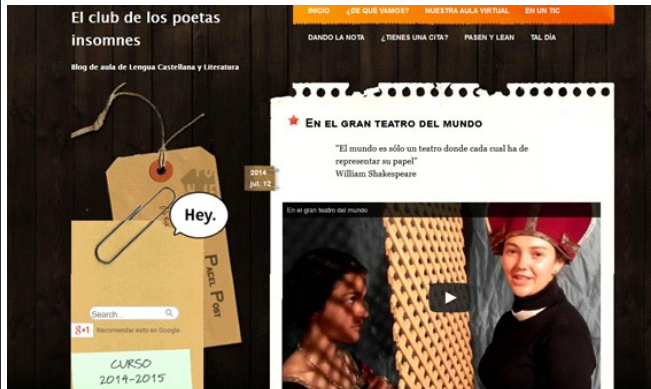 El club de los poetas
insomnes
Blog de aula de Lengua Castellana y Literatura
INICIO ¿DE QUÉ VAMOS? NUESTRA AULA VIRTUAL EN UN TIC
DANDO LA NOTA ¿TIENES UNA CITA? PASEN Y LEAN TAL DÍA
EN EL GRAN TEATRO DEL MUNDO
"El mundo es sólo un teatro donde cada cual ha de
representar su papel"
William Shakespeare
2014
jut. 12
En el gran teatro del mundo
Hey.
PACEL POST
Search...
g+1 Recomendar esto en Google
CURSO
2014-2015